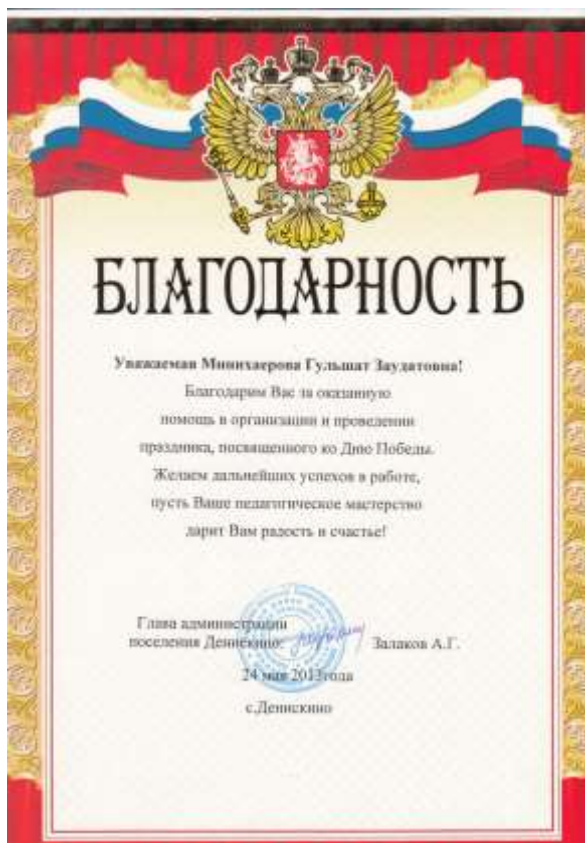 БЛАГОДАРНОСТЬ
Уважаемая Минихаерова Гульшат Заудатовна!
Благодарим Вас за оказанную
помощь в организации и проведении
праздника, посвященного ко Дню Победы.
Желаем дальнейших успехов в работе,
пусть Ваше педагогическое мастерство
дарит Вам радость и счастье!
Глава администрации
поселения Денискино: Залаков А.Г.
24 мая 2013года
с.Денискино